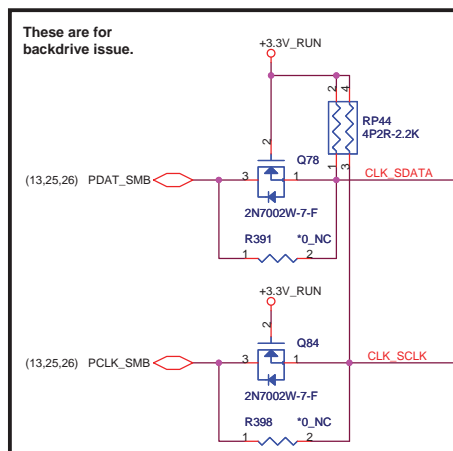 These are for
backdrive issue.
+3.3V_RUN
2 4
RP44
4P2R-2.2K
1 3
2
Q78
(13,25,26) PDAT_SMB
3 1
CLK_SDATA
2N7002W-7-F
R391 *0_NC
1 2
+3.3V_RUN
2
Q84
(13,25,26) PCLK_SMB
3 1
CLK_SCLK
2N7002W-7-F
R398 *0_NC
1 2